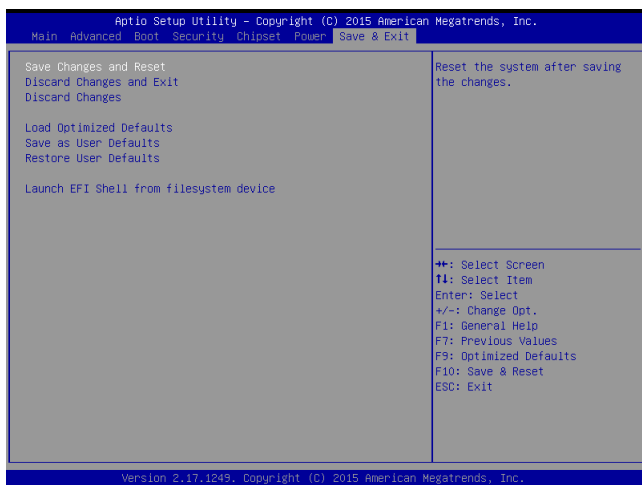 Aptio Setup Utility – Copyright (C) 2015 American Megatrends, Inc.
Main Advanced Boot Security Chipset Power Save & Exit
Save Changes and Reset
Discard Changes and Exit
Discard Changes
Load Optimized Defaults
Save as User Defaults
Restore User Defaults
Launch EFI Shell from filesystem device
Reset the system after saving
the changes.
→←: Select Screen
↑↓: Select Item
Enter: Select
+/-: Change Opt.
F1: General Help
F7: Previous Values
F9: Optimized Defaults
F10: Save & Reset
ESC: Exit
Version 2.17.1249. Copyright (C) 2015 American Megatrends, Inc.